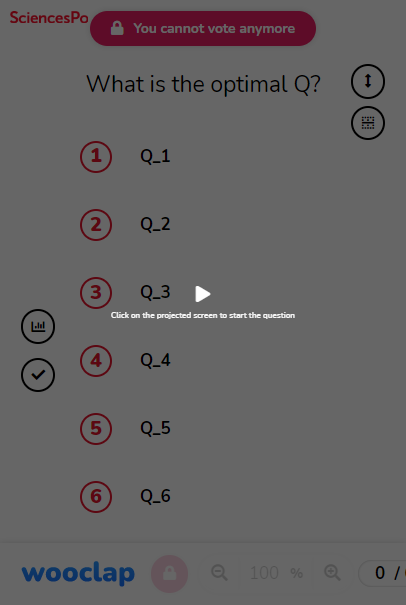 SciencesPo
You cannot vote anymore
What is the optimal Q?
1 Q_1
2 Q_2
3 Q_3
Click on the projected screen to start the question
4 Q_4
5 Q_5
6 Q_6
wooclap 100 % 0 /